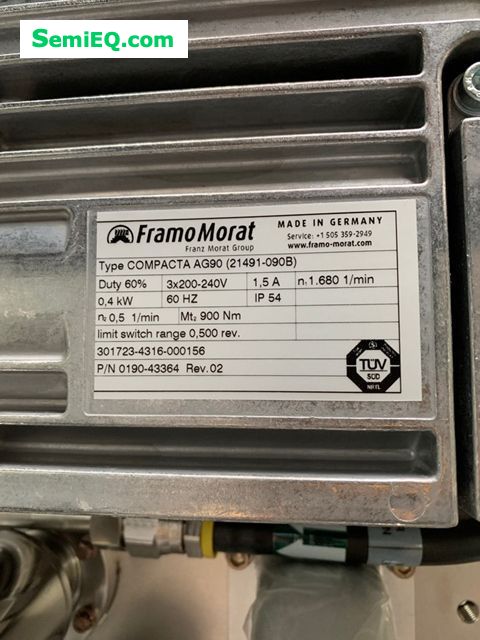 SemiEQ.com
FramoMorat
Franz Morat Group
MADE IN GERMANY
Service: +1 505 359-2949
www.framo-morat.com
Type COMPACTA AG90 (21491-090B)
Duty 60% 3x200-240V 1,5 A n₁ 1.680 1/min
0,4 kW 60 HZ IP 54
n₂ 0,5 1/min Mt₂ 900 Nm
limit switch range 0,500 rev.
301723-4316-000156
P/N 0190-43364 Rev.02
TÜV
SÜD
NRTL